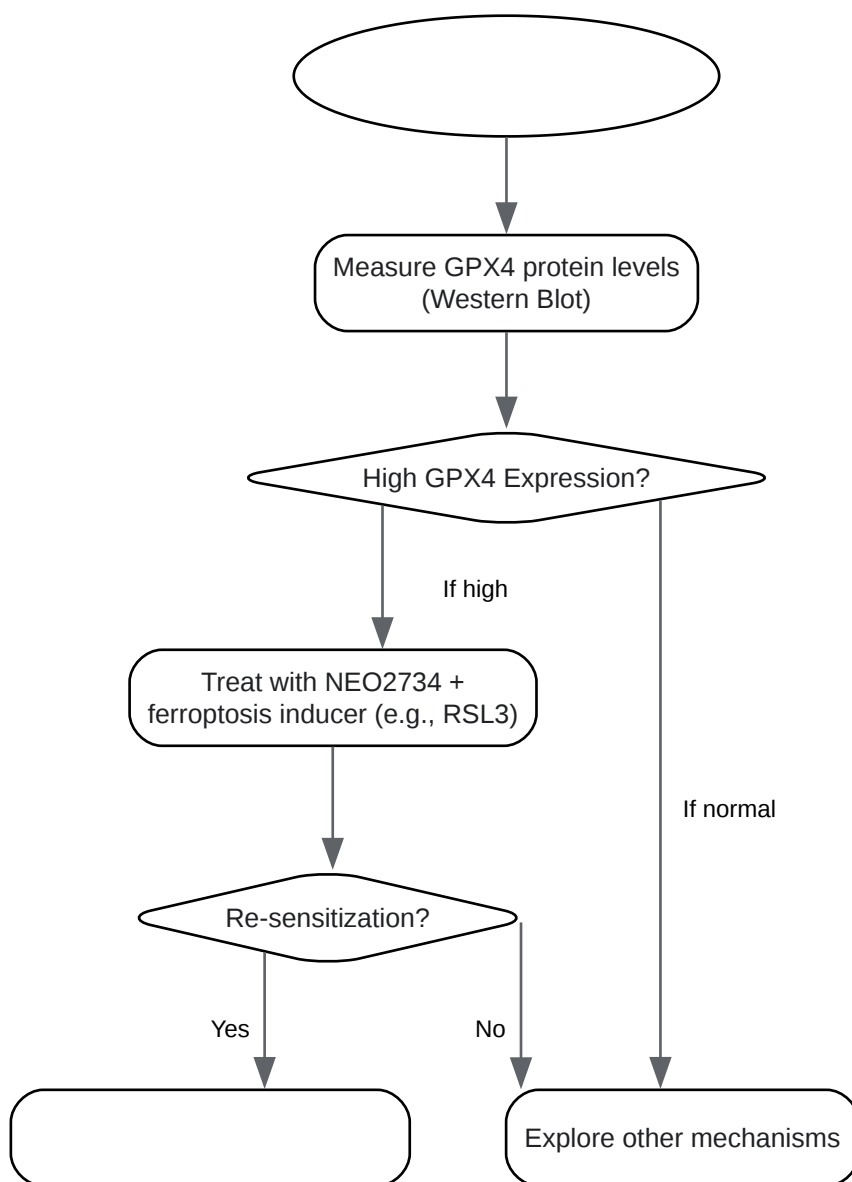 Measure GPX4 protein levels
(Western Blot)
High GPX4 Expression?
If high
Treat with NEO2734 +
ferroptosis inducer (e.g., RSL3)
If normal
Re-sensitization?
Yes
No
Explore other mechanisms